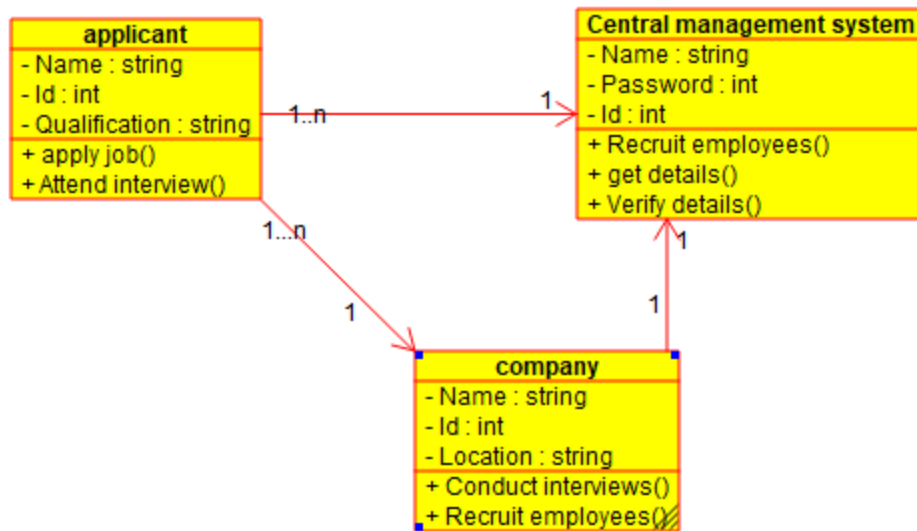 applicant
- Name : string
- Id : int
- Qualification : string
+ apply job()
+ Attend interview()
Central management system
- Name : string
- Password : int
- Id : int
+ Recruit employees()
+ get details()
+ Verify details()
1..n
1
1...n
1
1
1
company
- Name : string
- Id : int
- Location : string
+ Conduct interviews()
+ Recruit employees()